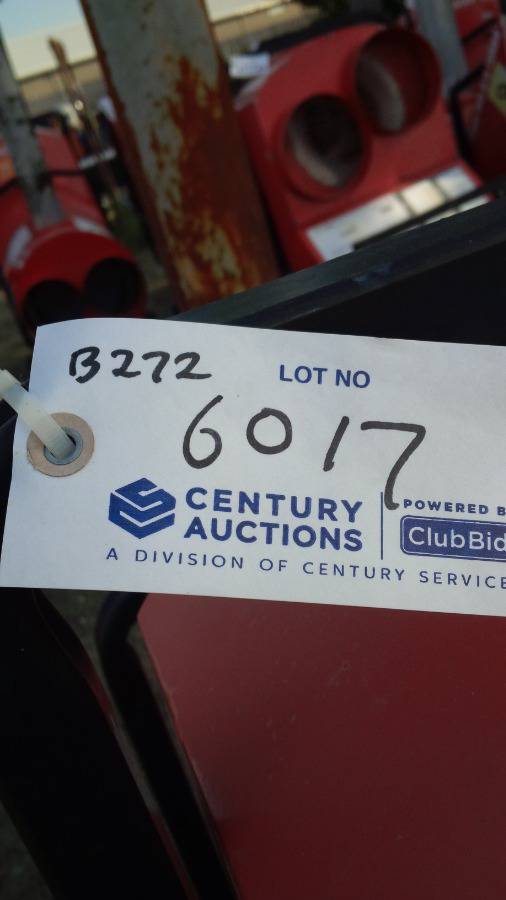 B272 LOT NO
6017
CENTURY
AUCTIONS
POWERED B
ClubBid
A DIVISION OF CENTURY SERVICE